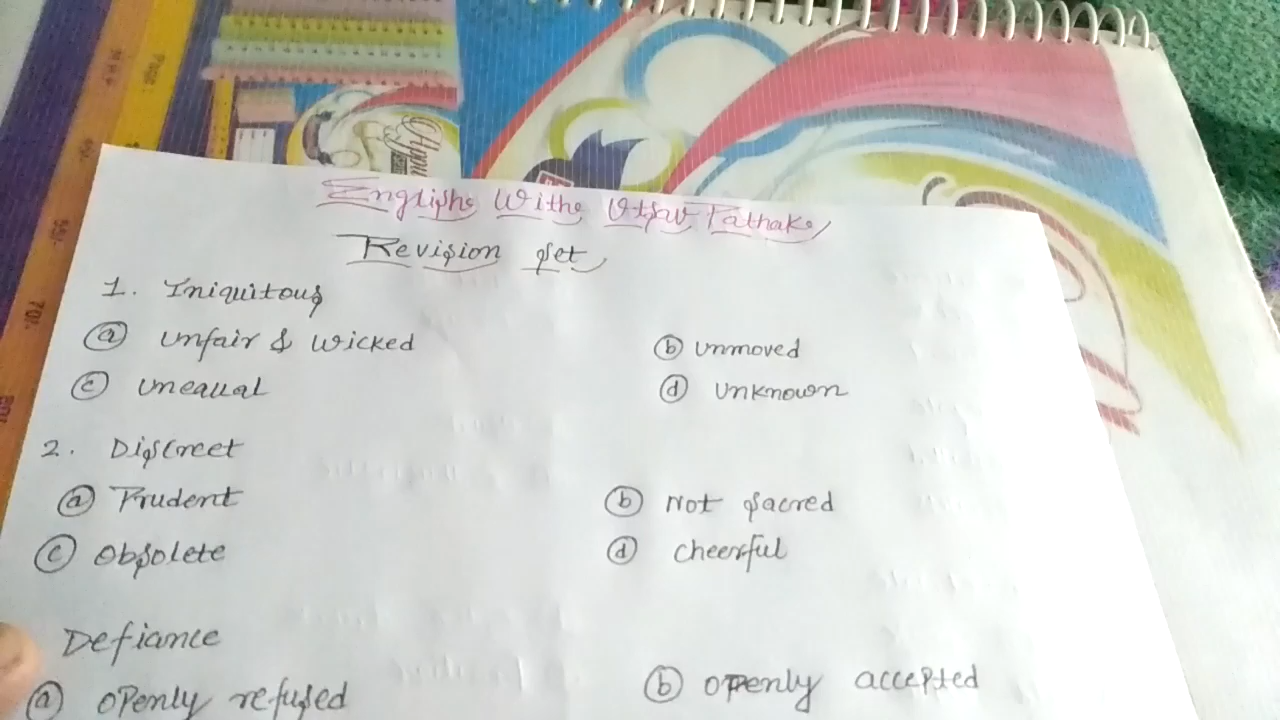 English With Utsav Pathak
Revision set
1. Iniquitous
(a) unfair & wicked (b) unmoved
(c) unequal (d) unknown
2. Discreet
(a) Prudent (b) Not sacred
(c) Obsolete (d) cheerful
Defiance
(a) openly refused (b) openly accepted